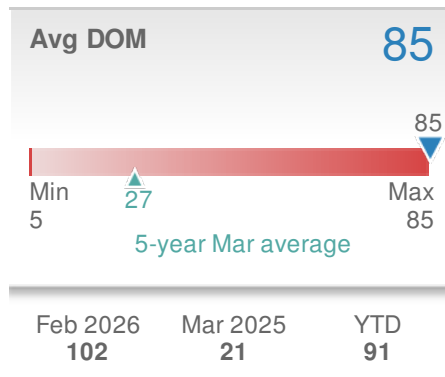 Avg DOM 85
85
Min Max
5 27 85
5-year Mar average
Feb 2026 Mar 2025 YTD
102 21 91